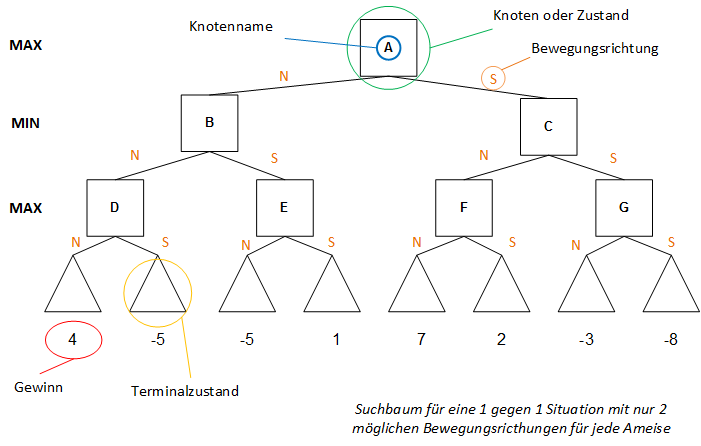 Knotenname
Knoten oder Zustand
MAX
A
Bewegungsrichtung
N
S
MIN
B
C
N
S
N
S
MAX
D
E
F
G
N
S
N
S
N
S
N
S
4
-5
-5
1
7
2
-3
-8
Gewinn
Terminalzustand
Suchbaum für eine 1 gegen 1 Situation mit nur 2
möglichen Bewegungsricthungen für jede Ameise